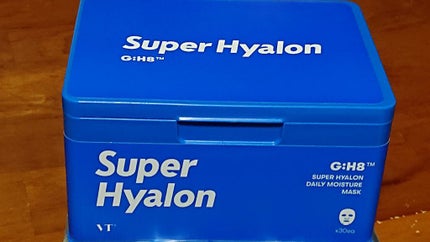 Super Hyalon
G:H8™
Super
Hyalon
VT
G:H8™
SUPER HYALON
DAILY MOISTURE
MASK
x30ea